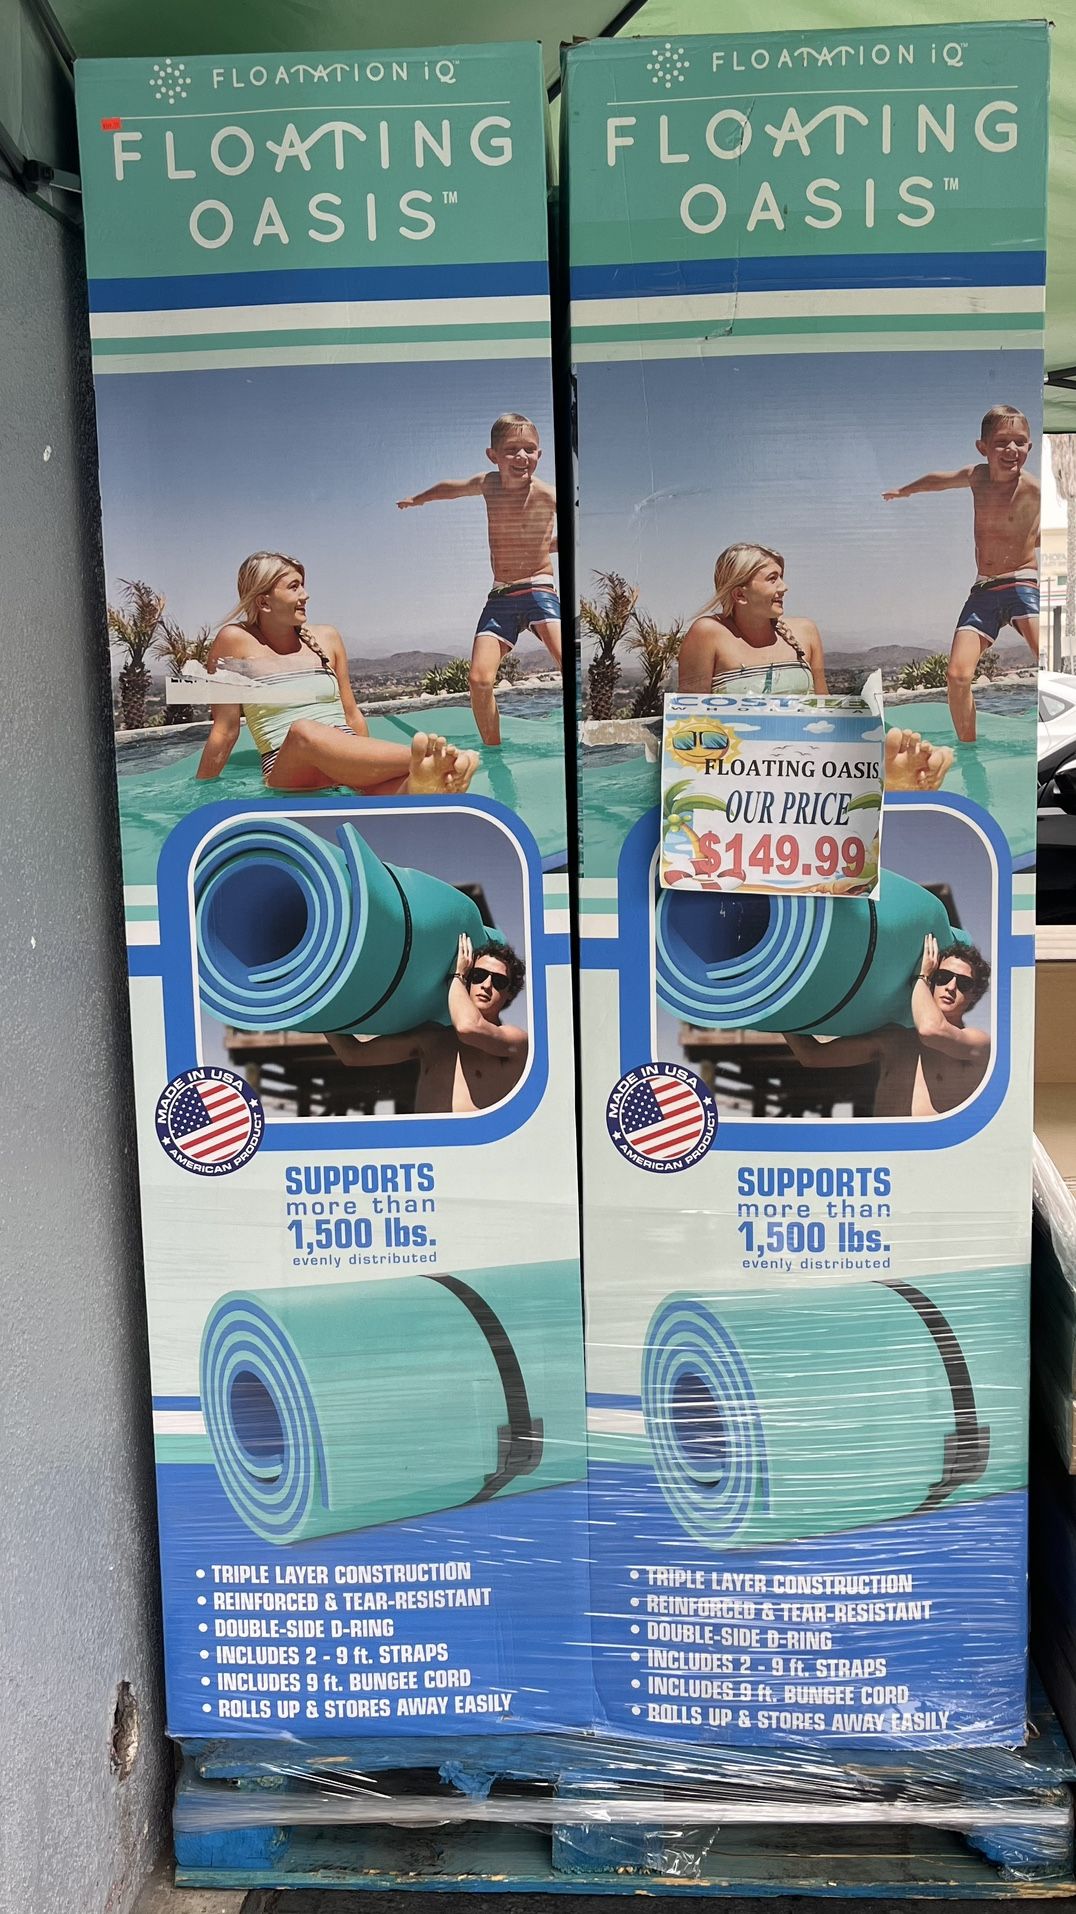 FLOATATION iQ™
FLOATING
OASIS™
MADE IN USA
AMERICAN PRODUCT
SUPPORTS
more than
1,500 lbs.
evenly distributed
• TRIPLE LAYER CONSTRUCTION
• REINFORCED & TEAR-RESISTANT
• DOUBLE-SIDE D-RING
• INCLUDES 2 - 9 ft. STRAPS
• INCLUDES 9 ft. BUNGEE CORD
• ROLLS UP & STORES AWAY EASILY
FLOATATION iQ™
FLOATING
OASIS™
FLOATING OASIS
OUR PRICE
$149.99
MADE IN USA
AMERICAN PRODUCT
SUPPORTS
more than
1,500 lbs.
evenly distributed
• TRIPLE LAYER CONSTRUCTION
• REINFORCED & TEAR-RESISTANT
• DOUBLE-SIDE D-RING
• INCLUDES 2 - 9 ft. STRAPS
• INCLUDES 9 ft. BUNGEE CORD
• ROLLS UP & STORES AWAY EASILY